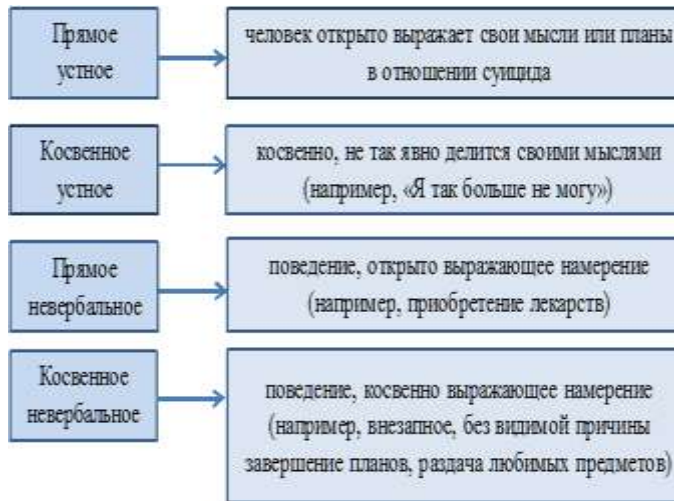 Прямое
устное
человек открыто выражает свои мысли или планы
в отношении суицида
Косвенное
устное
косвенно, не так явно делится своими мыслями
(например, «Я так больше не могу»)
Прямое
невербальное
поведение, открыто выражающее намерение
(например, приобретение лекарств)
Косвенное
невербальное
поведение, косвенно выражающее намерение
(например, внезапное, без видимой причины
завершение планов, раздача любимых предметов)